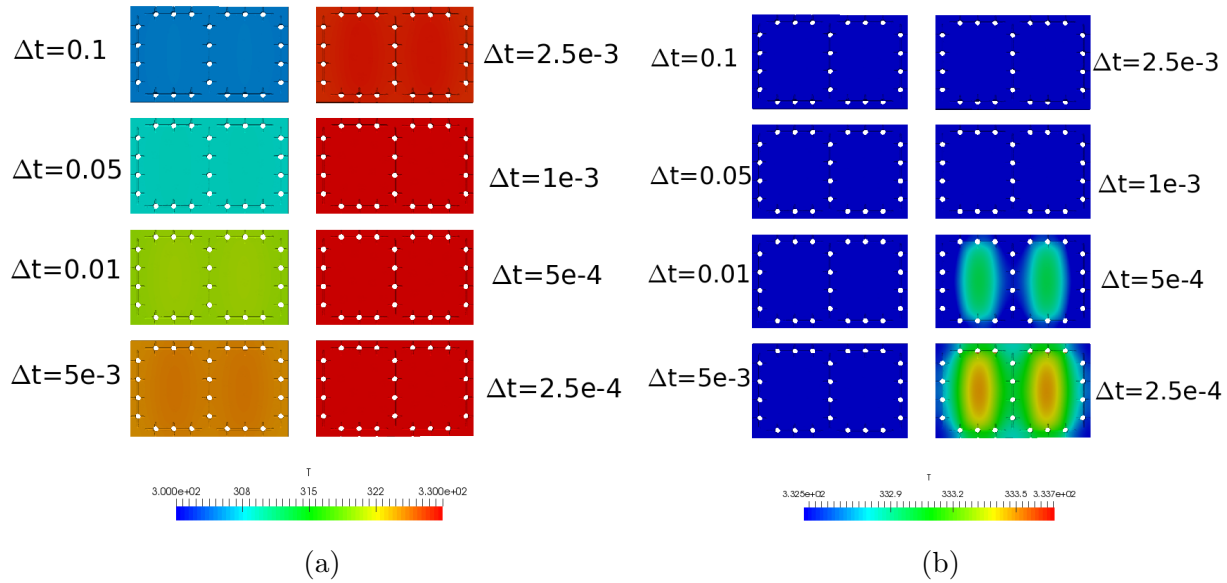 Δt=0.1
Δt=2.5e-3
Δt=0.05
Δt=1e-3
Δt=0.01
Δt=5e-4
Δt=5e-3
Δt=2.5e-4
T
3.000e+02 308 315 322 3.300e+02
(a)
Δt=0.1
Δt=2.5e-3
Δt=0.05
Δt=1e-3
Δt=0.01
Δt=5e-4
Δt=5e-3
Δt=2.5e-4
T
3.325e+02 332.9 333.2 333.5 3.337e+02
(b)